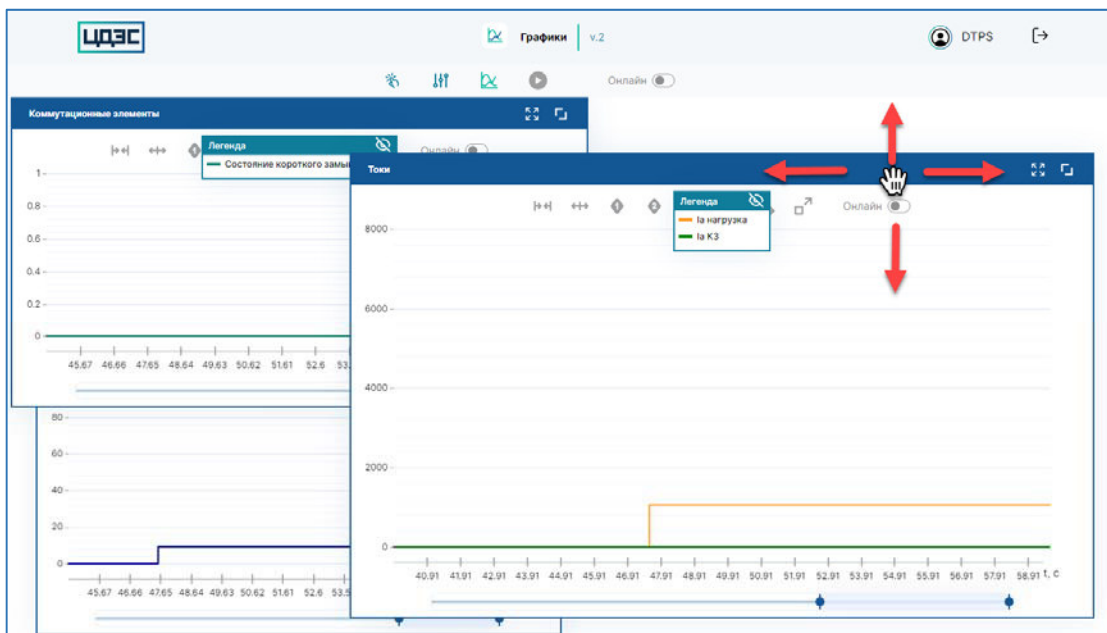 ЦДЭС
Графики v.2
DTPS
Онлайн
Коммутационные элементы
Легенда
Состояние короткого замы
Онлайн
1
0.8
0.6
0.4
0.2
0
45.67 46.66 47.65 48.64 49.63 50.62 51.61 52.6 53.
Токи
1 2
Легенда
Ia нагрузка
Ia КЗ
Онлайн
8000
6000
4000
2000
0
40.91 41.91 42.91 43.91 44.91 45.91 46.91 47.91 48.91 49.91 50.91 51.91 52.91 53.91 54.91 55.91 56.91 57.91 58.91 t, с
80
60
40
20
0
45.67 46.66 47.65 48.64 49.63 50.62 51.61 52.6 53.5